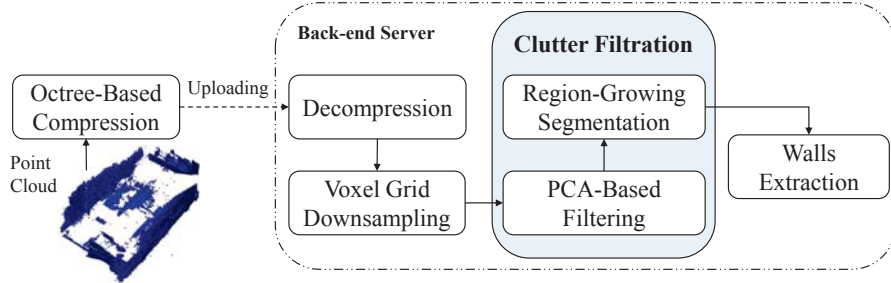 Back-end Server
Clutter Filtration
Octree-Based
Compression
Uploading
Decompression
Region-Growing
Segmentation
Point
Cloud
Voxel Grid
Downsampling
PCA-Based
Filtering
Walls
Extraction